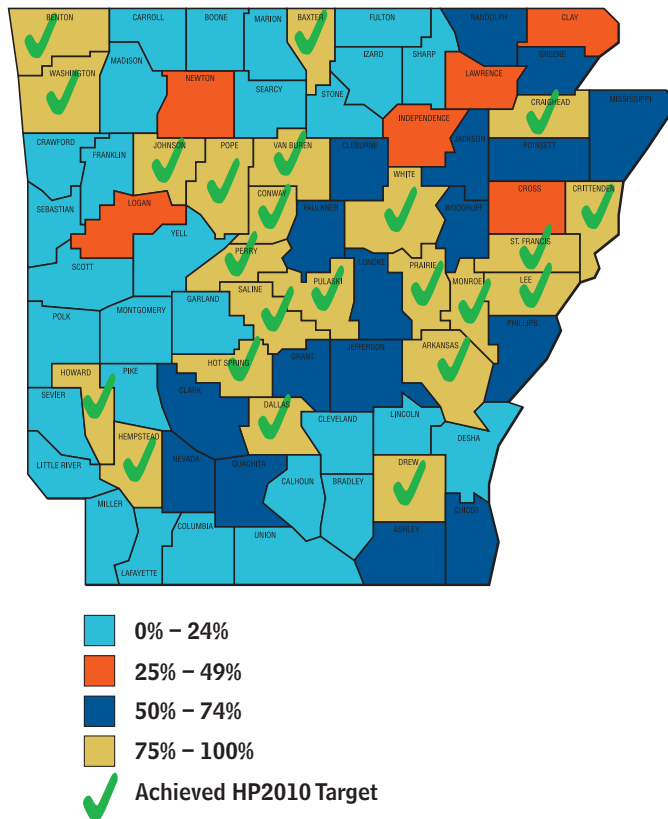 BENTON
CARROLL
BOONE
MARION
BAXTER
FULTON
RANDOLPH
CLAY
WASHINGTON
MADISON
NEWTON
SEARCY
STONE
IZARD
SHARP
LAWRENCE
GREENE
CRAIGHEAD
MISSISSIPPI
INDEPENDENCE
CRAWFORD
FRANKLIN
JOHNSON
POPE
VAN BUREN
CLEBURNE
JACKSON
POINSETT
WHITE
CONWAY
SEBASTIAN
LOGAN
YELL
FAULKNER
WOODRUFF
CROSS
CRITTENDEN
ST. FRANCIS
SCOTT
PERRY
LONOKE
PRAIRIE
MONROE
LEE
SALINE
PULASKI
POLK
MONTGOMERY
GARLAND
PHILLIPS
HOT SPRING
GRANT
JEFFERSON
ARKANSAS
HOWARD
PIKE
CLARK
SEVIER
DALLAS
CLEVELAND
LINCOLN
DESHA
HEMPSTEAD
LITTLE RIVER
NEVADA
OUACHITA
CALHOUN
BRADLEY
DREW
MILLER
COLUMBIA
UNION
ASHLEY
CHICOT
LAFAYETTE
0% – 24%
25% – 49%
50% – 74%
75% – 100%
Achieved HP2010 Target